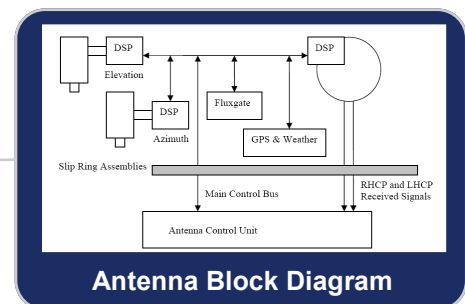 DSP
DSP
Elevation
DSP
Fluxgate
Azimuth
GPS & Weather
Slip Ring Assemblies
RHCP and LHCP
Received Signals
Main Control Bus
Antenna Control Unit
Antenna Block Diagram